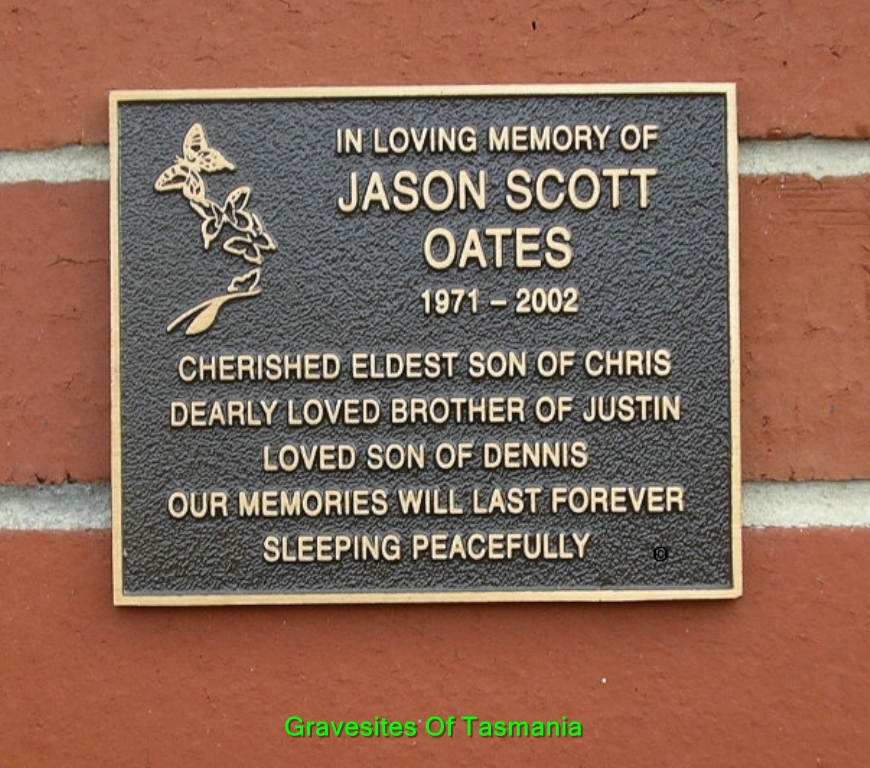 IN LOVING MEMORY OF
JASON SCOTT
OATES
1971 – 2002
CHERISHED ELDEST SON OF CHRIS
DEARLY LOVED BROTHER OF JUSTIN
LOVED SON OF DENNIS
OUR MEMORIES WILL LAST FOREVER
SLEEPING PEACEFULLY
©
Gravesites Of Tasmania